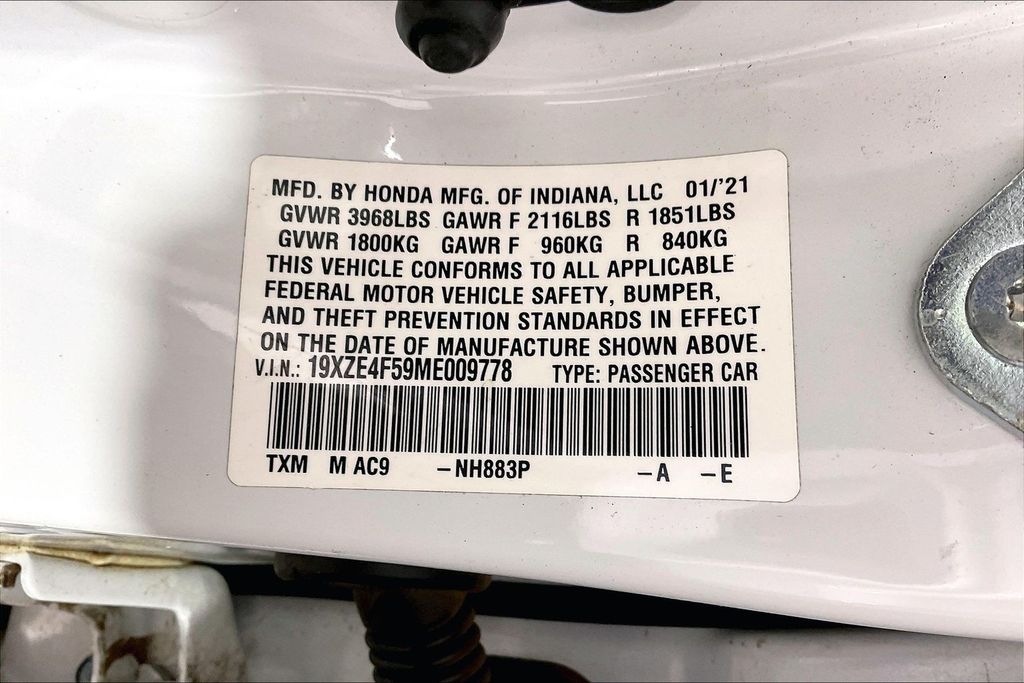 MFD. BY HONDA MFG. OF INDIANA, LLC 01/'21
GVWR 3968LBS GAWR F 2116LBS R 1851LBS
GVWR 1800KG GAWR F 960KG R 840KG
THIS VEHICLE CONFORMS TO ALL APPLICABLE
FEDERAL MOTOR VEHICLE SAFETY, BUMPER,
AND THEFT PREVENTION STANDARDS IN EFFECT
ON THE DATE OF MANUFACTURE SHOWN ABOVE.
V.I.N.: 19XZE4F59ME009778 TYPE: PASSENGER CAR
TXM M AC9 –NH883P –A –E